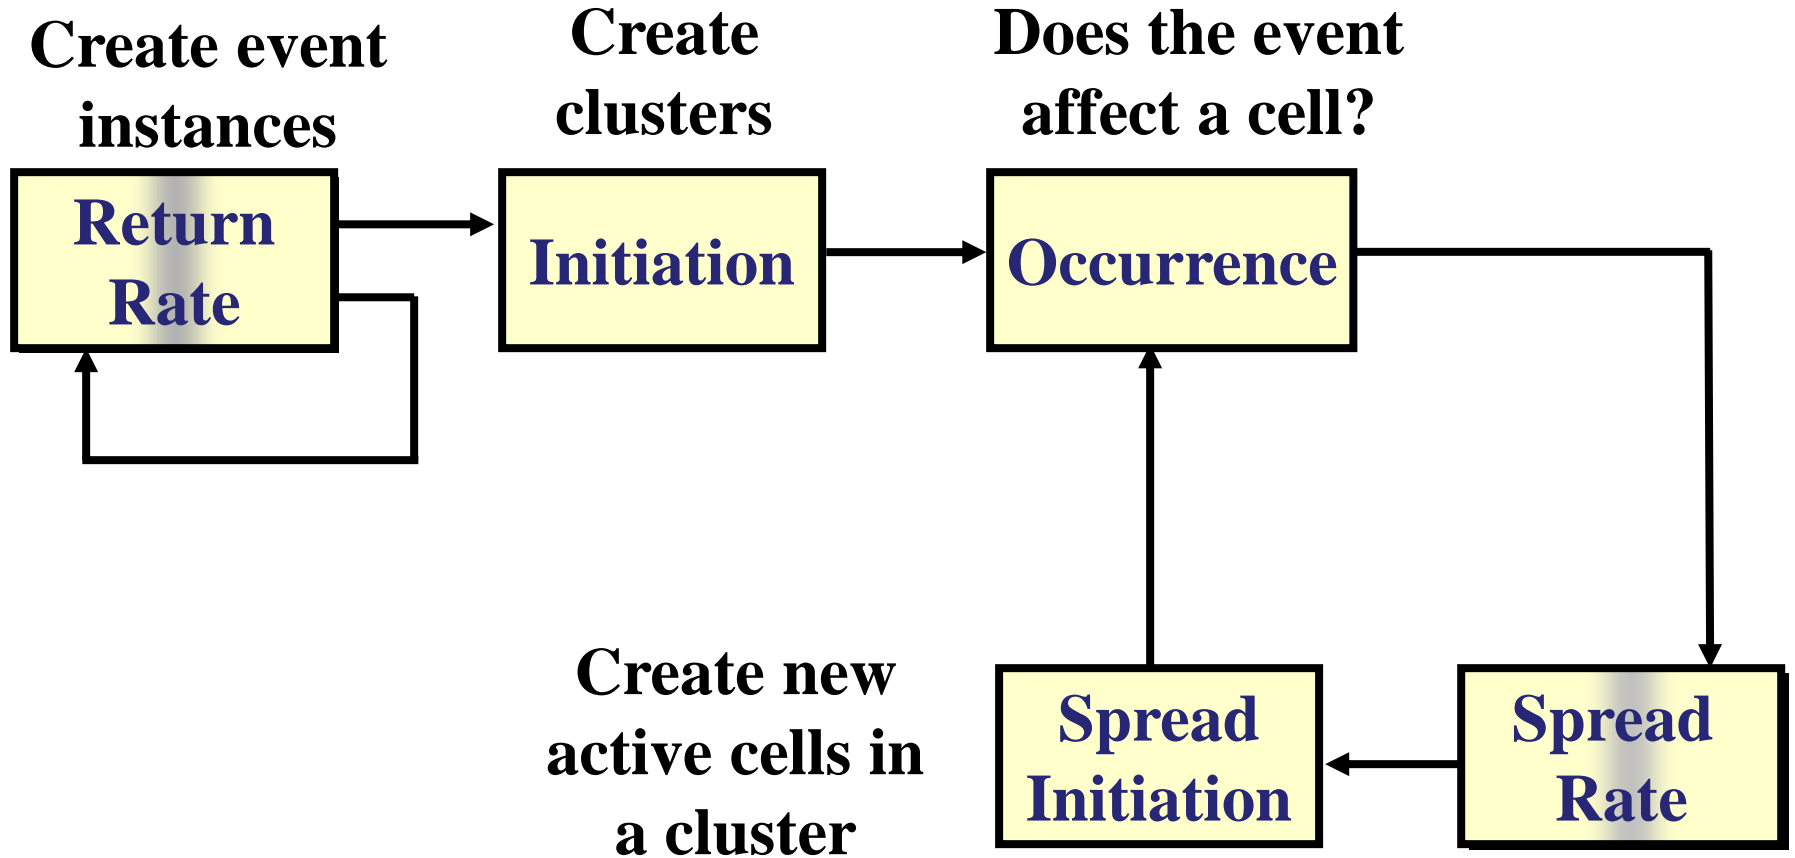 Create event
instances
Create
clusters
Does the event
affect a cell?
Return
Rate
Initiation
Occurrence
Create new
active cells in
a cluster
Spread
Initiation
Spread
Rate